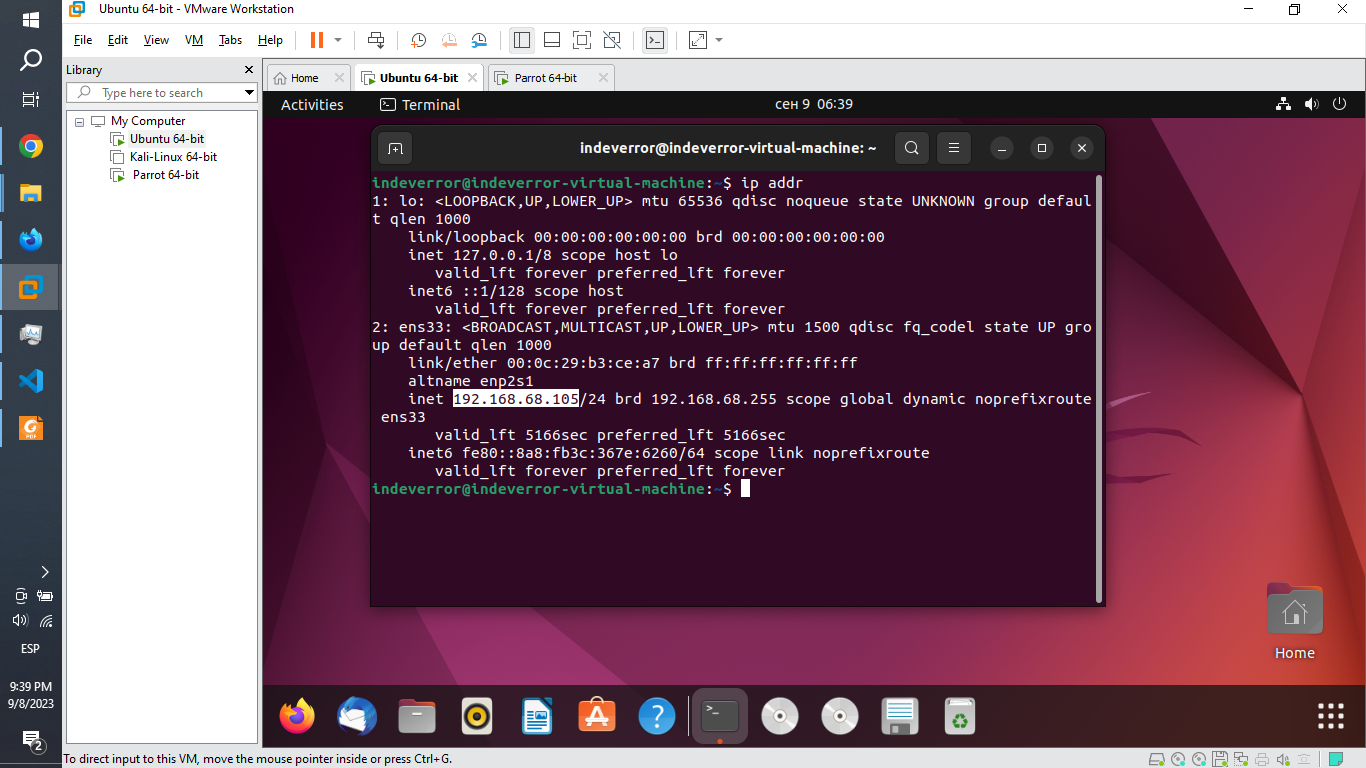 Ubuntu 64-bit - VMware Workstation
File Edit View VM Tabs Help
Library
Type here to search
My Computer
Ubuntu 64-bit
Kali-Linux 64-bit
Parrot 64-bit
Home Ubuntu 64-bit Parrot 64-bit
Activities Terminal сен 9 06:39
indeverror@indeverror-virtual-machine: ~
indeverror@indeverror-virtual-machine:~$ ip addr
1: lo: <LOOPBACK,UP,LOWER_UP> mtu 65536 qdisc noqueue state UNKNOWN group defaul
t qlen 1000
link/loopback 00:00:00:00:00:00 brd 00:00:00:00:00:00
inet 127.0.0.1/8 scope host lo
valid_lft forever preferred_lft forever
inet6 ::1/128 scope host
valid_lft forever preferred_lft forever
2: ens33: <BROADCAST,MULTICAST,UP,LOWER_UP> mtu 1500 qdisc fq_codel state UP gro
up default qlen 1000
link/ether 00:0c:29:b3:ce:a7 brd ff:ff:ff:ff:ff:ff
altname enp2s1
inet 192.168.68.105/24 brd 192.168.68.255 scope global dynamic noprefixroute
ens33
valid_lft 5166sec preferred_lft 5166sec
inet6 fe80::8a8:fb3c:367e:6260/64 scope link noprefixroute
valid_lft forever preferred_lft forever
indeverror@indeverror-virtual-machine:~$
Home
ESP
9:39 PM
9/8/2023
2
PDF
To direct input to this VM, move the mouse pointer inside or press Ctrl+G.